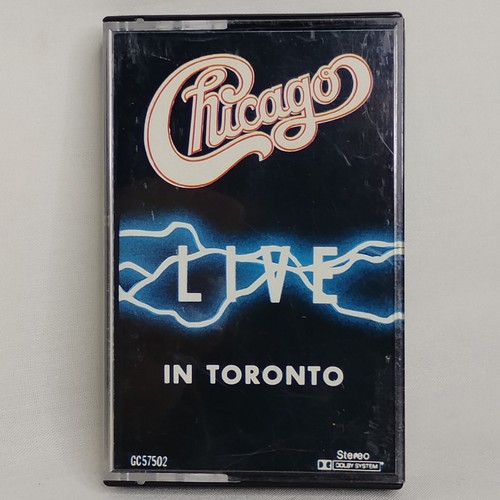 Chicago
LIVE
IN TORONTO
GC57502
Stereo
DOLBY SYSTEM